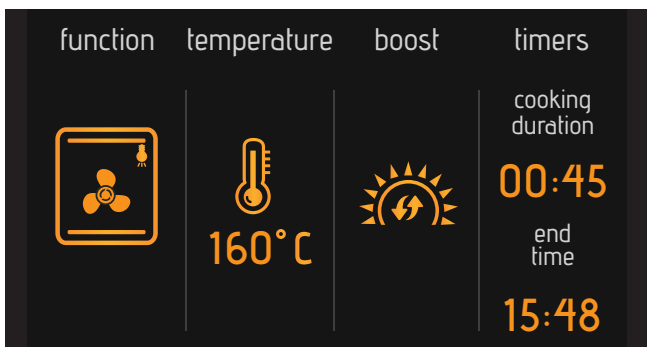 function temperature boost timers
cooking
duration
00:45
160°C
end
time
15:48